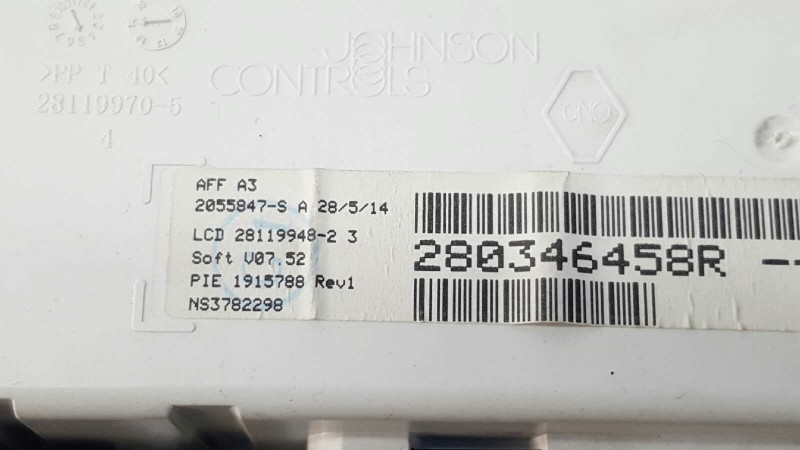 JOHNSON
CONTROLS
>PP T 40<
28119970-5
4
CNO
AFF A3
2055847-S A 28/5/14
LCD 28119948-2 3
Soft V07.52
PIE 1915788 Rev1
NS3782298
280346458R --